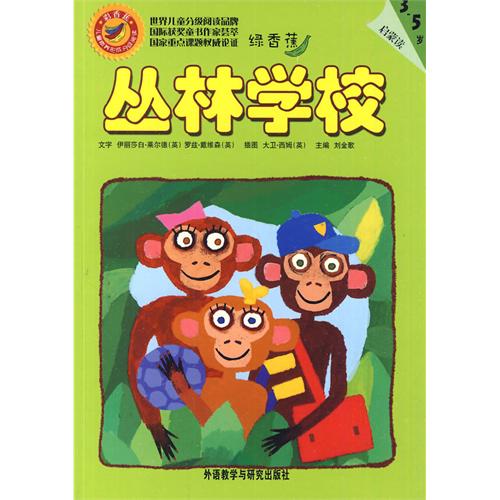 彩香蕉
世界儿童分级阅读品牌
国际获奖童书作家荟萃
国家重点课题权威论证
绿香蕉
3-5岁
启蒙读
丛林学校
文字 伊丽莎白·莱尔德(英) 罗兹·戴维森(英) 插图 大卫·西姆(英) 主编 刘金歌
外语教学与研究出版社